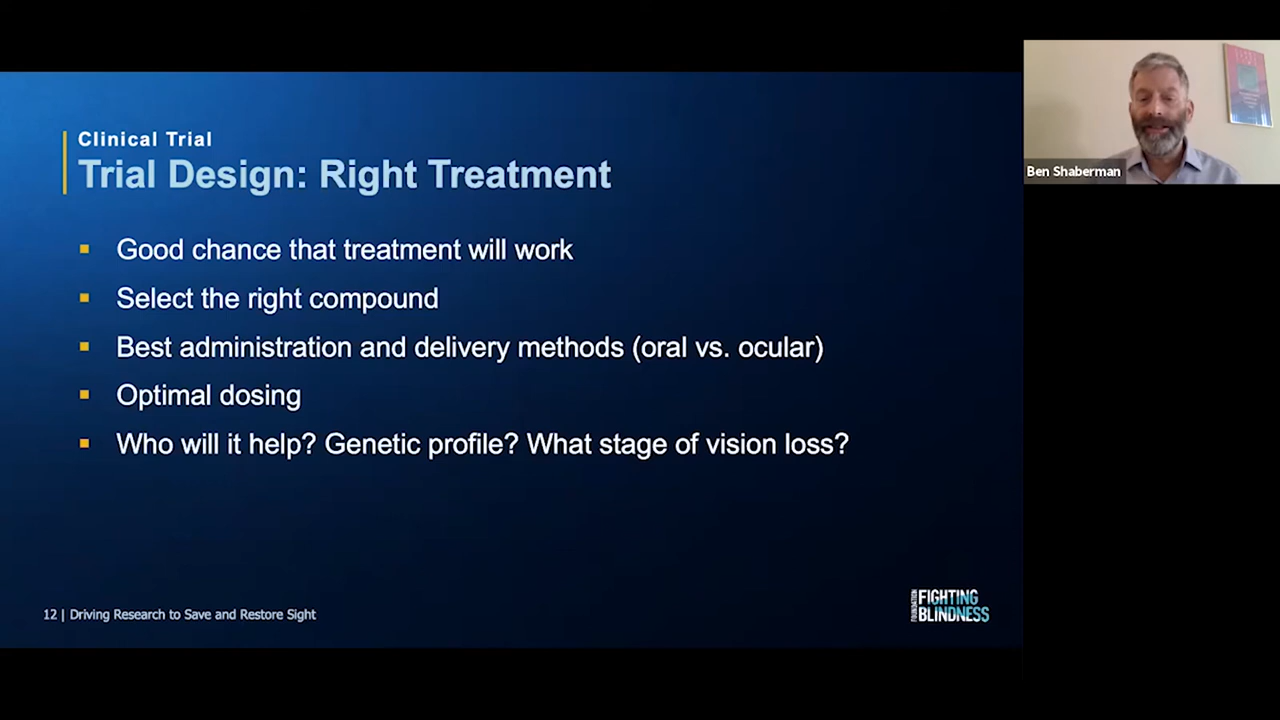 Clinical Trial
Trial Design: Right Treatment
Good chance that treatment will work
Select the right compound
Best administration and delivery methods (oral vs. ocular)
Optimal dosing
Who will it help? Genetic profile? What stage of vision loss?
12 | Driving Research to Save and Restore Sight
FOUNDATION
FIGHTING
BLINDNESS
Ben Shaberman